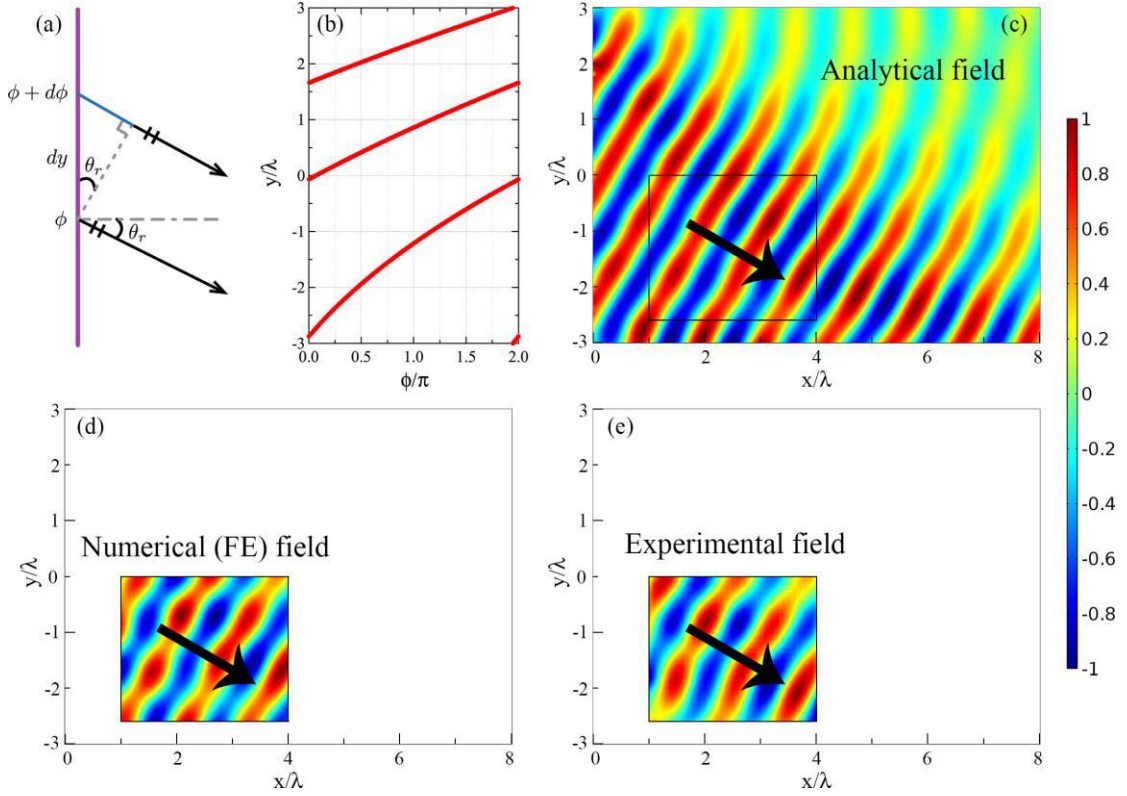 (a)
ϕ + dϕ
dy
θr
ϕ
θr
(b)
y/λ
3
2
1
0
-1
-2
-3
0.0
0.5
1.0
1.5
2.0
ϕ/π
(c)
Analytical field
y/λ
3
2
1
0
-1
-2
-3
0
2
4
6
8
x/λ
1
0.8
0.6
0.4
0.2
0
-0.2
-0.4
-0.6
-0.8
-1
(d)
Numerical (FE) field
y/λ
3
2
1
0
-1
-2
-3
0
2
4
6
8
x/λ
(e)
Experimental field
y/λ
3
2
1
0
-1
-2
-3
0
2
4
6
8
x/λ